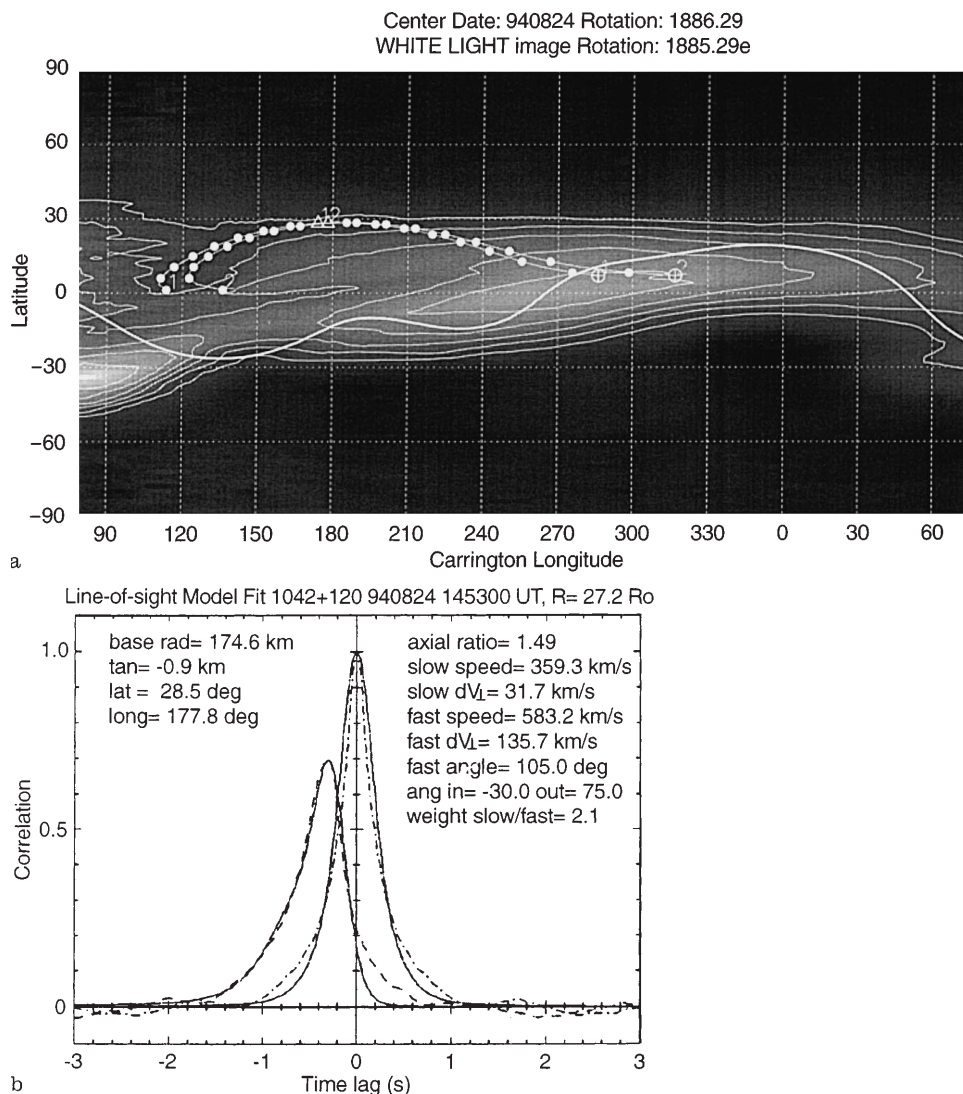 Center Date: 940824 Rotation: 1886.29
WHITE LIGHT image Rotation: 1885.29e
90
60
30
0
−30
−60
−90
Latitude
12
1
2
1
2
90
120
150
180
210
240
270
300
330
0
30
60
Carrington Longitude
a
Line-of-sight Model Fit 1042+120 940824 145300 UT, R= 27.2 Ro
base rad= 174.6 km
tan= -0.9 km
lat = 28.5 deg
long= 177.8 deg
axial ratio= 1.49
slow speed= 359.3 km/s
slow dV⊥= 31.7 km/s
fast speed= 583.2 km/s
fast dV⊥= 135.7 km/s
fast angle= 105.0 deg
ang in= -30.0 out= 75.0
weight slow/fast= 2.1
1.0
0.5
0
Correlation
-3
-2
-1
0
1
2
3
Time lag (s)
b